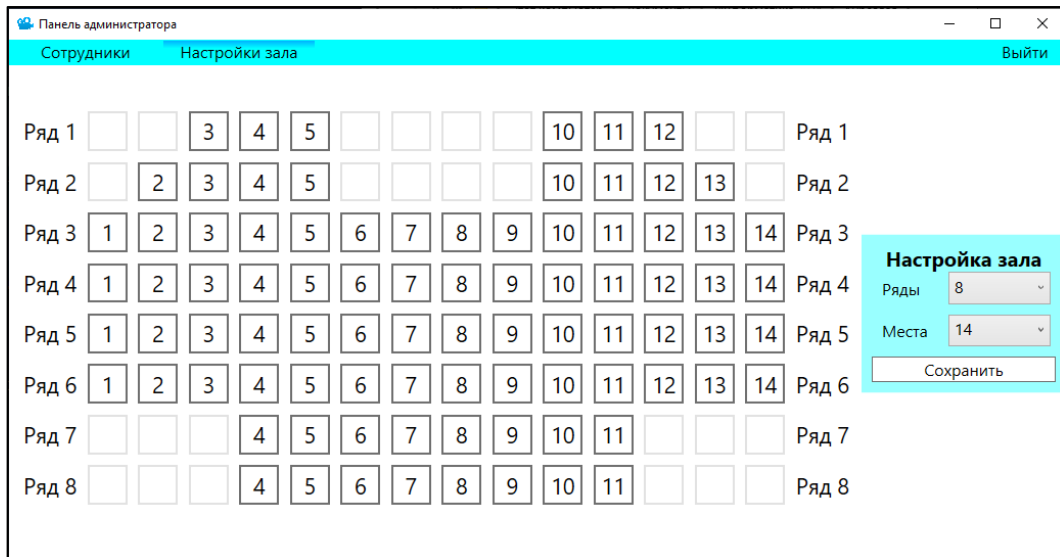 Панель администратора
Сотрудники Настройки зала Выйти
Ряд 1 3 4 5 10 11 12 Ряд 1
Ряд 2 2 3 4 5 10 11 12 13 Ряд 2
Ряд 3 1 2 3 4 5 6 7 8 9 10 11 12 13 14 Ряд 3
Ряд 4 1 2 3 4 5 6 7 8 9 10 11 12 13 14 Ряд 4
Ряд 5 1 2 3 4 5 6 7 8 9 10 11 12 13 14 Ряд 5
Ряд 6 1 2 3 4 5 6 7 8 9 10 11 12 13 14 Ряд 6
Ряд 7 4 5 6 7 8 9 10 11 Ряд 7
Ряд 8 4 5 6 7 8 9 10 11 Ряд 8
Настройка зала
Ряды 8
Места 14
Сохранить